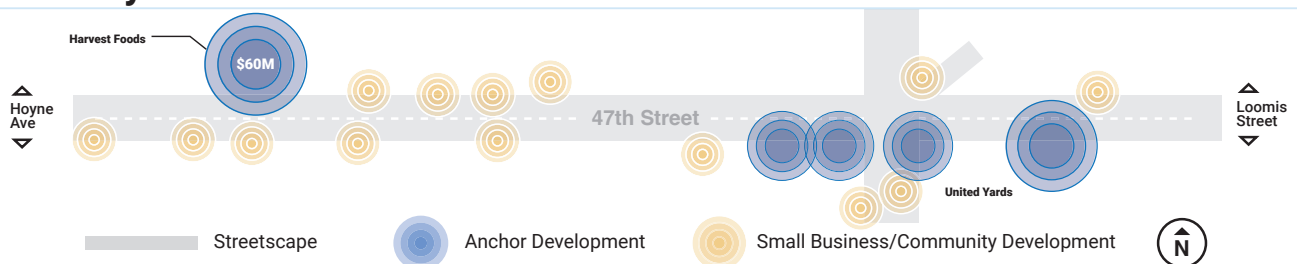 Harvest Foods
$60M
Hoyne
Ave
47th Street
Loomis
Street
United Yards
Streetscape
Anchor Development
Small Business/Community Development
N